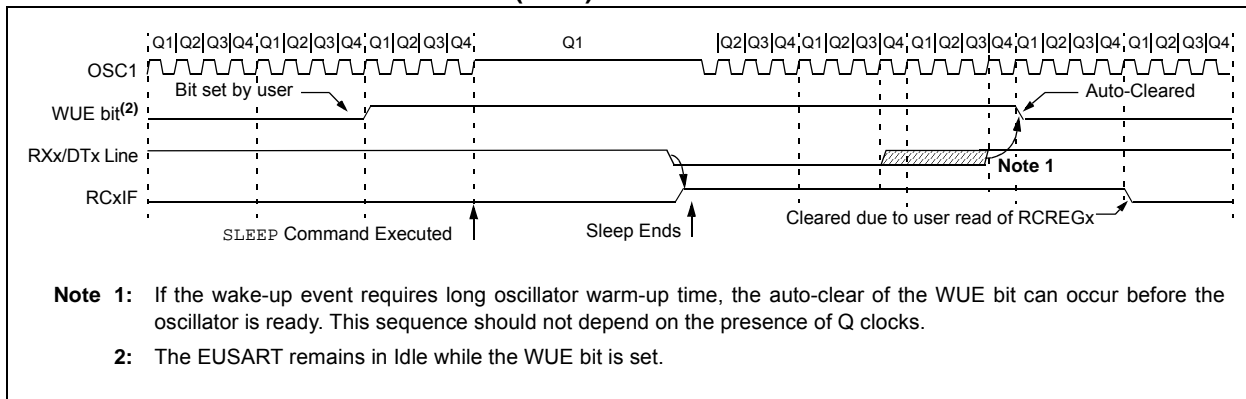 Q1 Q2 Q3 Q4 Q1 Q2 Q3 Q4 Q1 Q2 Q3 Q4 Q1 Q2 Q3 Q4 Q1 Q2 Q3 Q4 Q1 Q2 Q3 Q4 Q1 Q2 Q3 Q4
OSC1
Bit set by user
Auto-Cleared
WUE bit(2)
RXx/DTx Line
Note 1
RCxIF
Cleared due to user read of RCREGx
SLEEP Command Executed
Sleep Ends
Note 1: If the wake-up event requires long oscillator warm-up time, the auto-clear of the WUE bit can occur before the
oscillator is ready. This sequence should not depend on the presence of Q clocks.
2: The EUSART remains in Idle while the WUE bit is set.